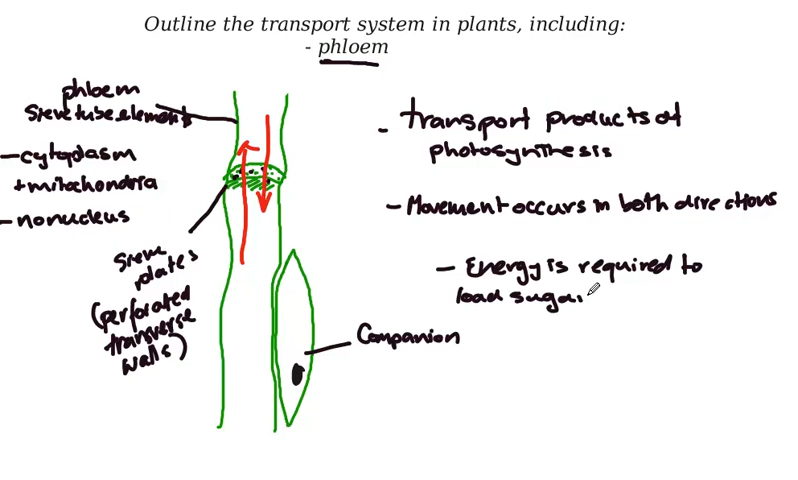 Outline the transport system in plants, including:
- phloem
phloem
Sieve tube elements
- cytoplasm
+ mitochondria
- no nucleus
Sieve
plates
(perforated
transverse
walls)
Companion
- transport products of
photosynthesis
- Movement occurs in both directions
- Energy is required to
load sugar